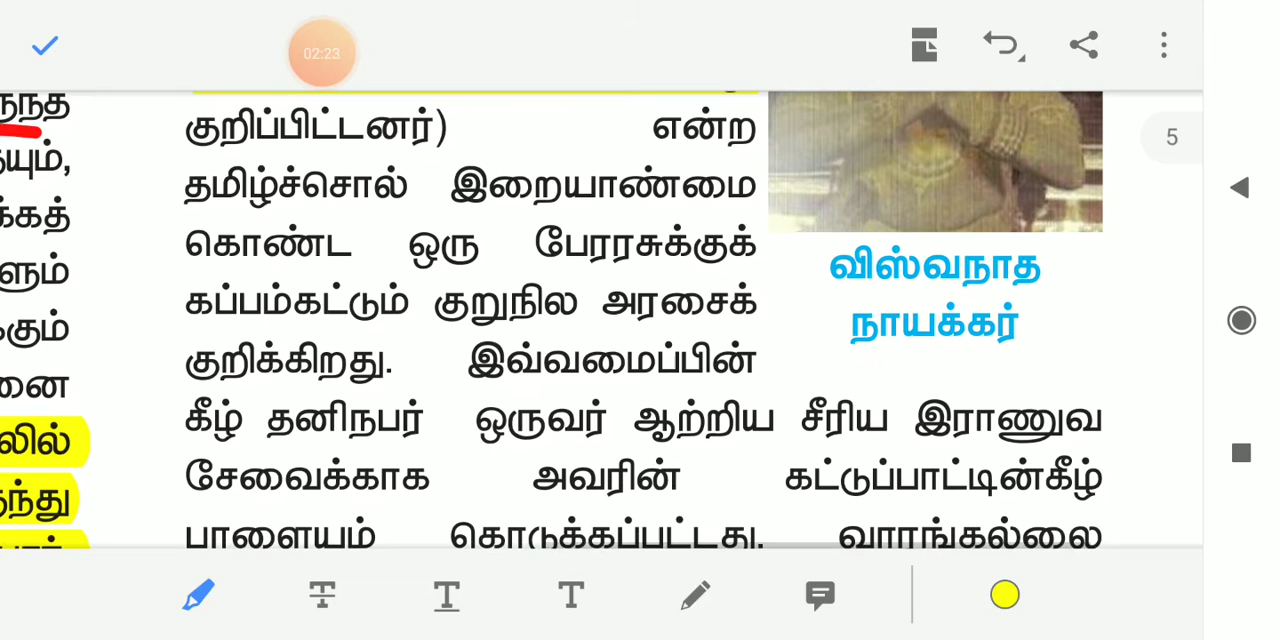 02:23
5
ளும்
க்கும்
குறிப்பிட்டனர்) என்ற
தமிழ்ச்சொல் இறையாண்மை
கொண்ட ஒரு பேரரசுக்குக்
கப்பம்கட்டும் குறுநில அரசைக்
குறிக்கிறது. இவ்வமைப்பின்
கீழ் தனிநபர் ஒருவர் ஆற்றிய சீரிய இராணுவ
சேவைக்காக அவரின் கட்டுப்பாட்டின்கீழ்
பாளையம் கொடுக்கப்பட்டது. வாரங்கல்லை
விஸ்வநாத
நாயக்கர்